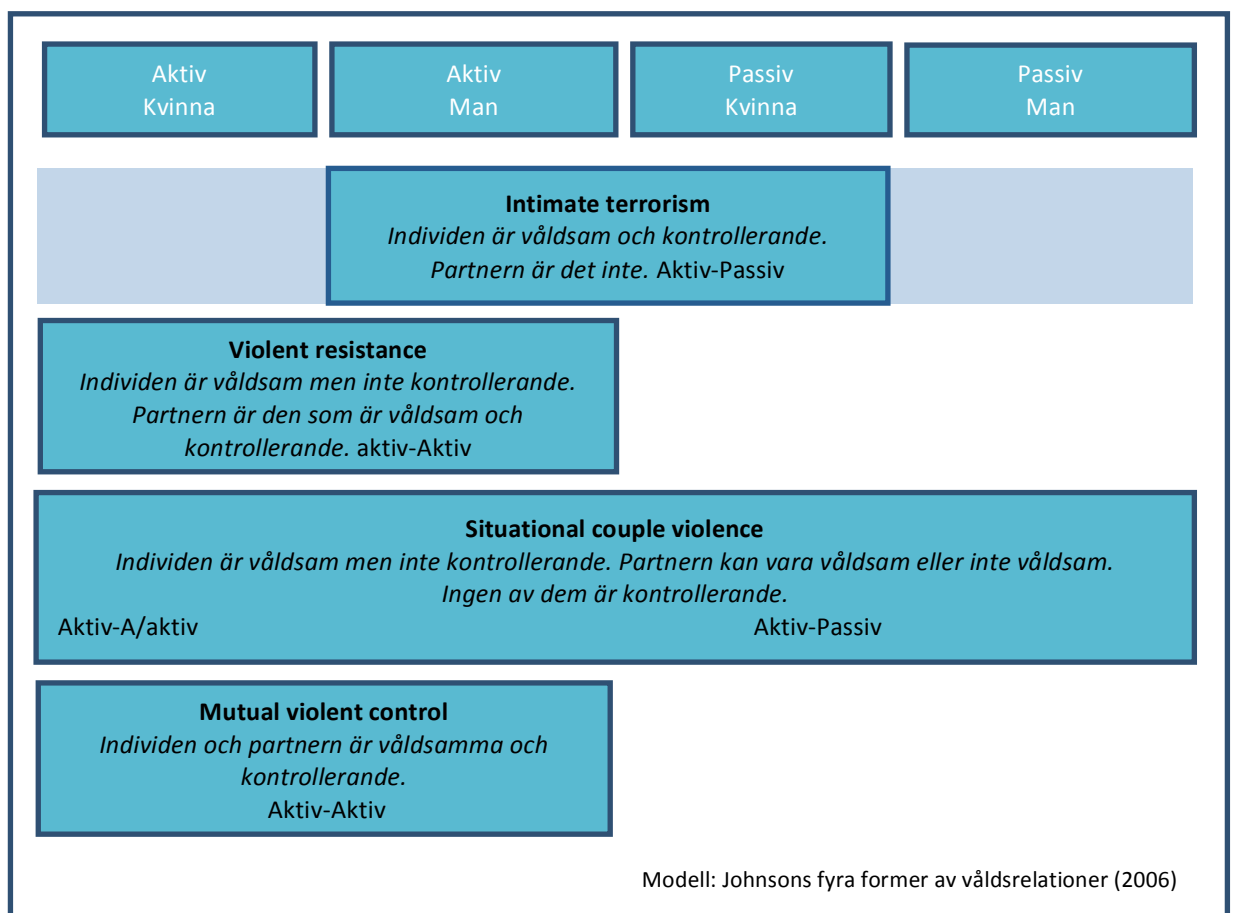 Aktiv
Kvinna
Aktiv
Man
Passiv
Kvinna
Passiv
Man
Intimate terrorism
Individen är våldsam och kontrollerande.
Partnern är det inte. Aktiv-Passiv
Violent resistance
Individen är våldsam men inte kontrollerande.
Partnern är den som är våldsam och
kontrollerande. aktiv-Aktiv
Situational couple violence
Individen är våldsam men inte kontrollerande. Partnern kan vara våldsam eller inte våldsam.
Ingen av dem är kontrollerande.
Aktiv-A/aktiv Aktiv-Passiv
Mutual violent control
Individen och partnern är våldsamma och
kontrollerande.
Aktiv-Aktiv
Modell: Johnsons fyra former av våldsrelationer (2006)